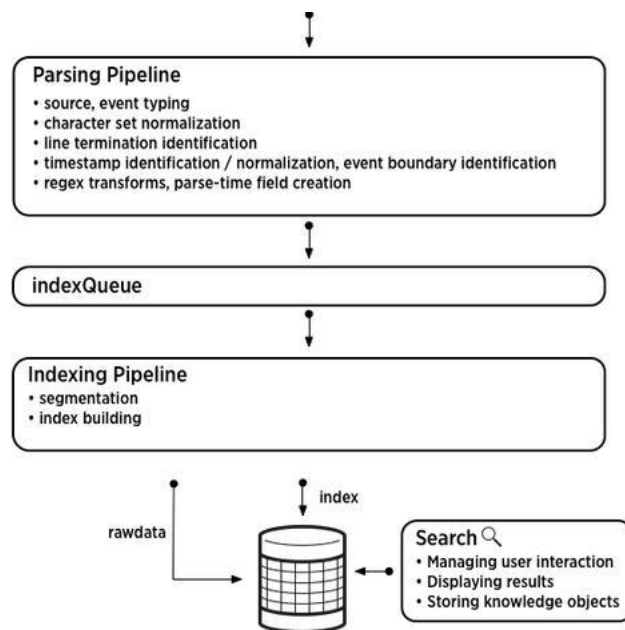 Parsing Pipeline
• source, event typing
• character set normalization
• line termination identification
• timestamp identification / normalization, event boundary identification
• regex transforms, parse-time field creation
indexQueue
Indexing Pipeline
• segmentation
• index building
index
rawdata
Search
• Managing user interaction
• Displaying results
• Storing knowledge objects